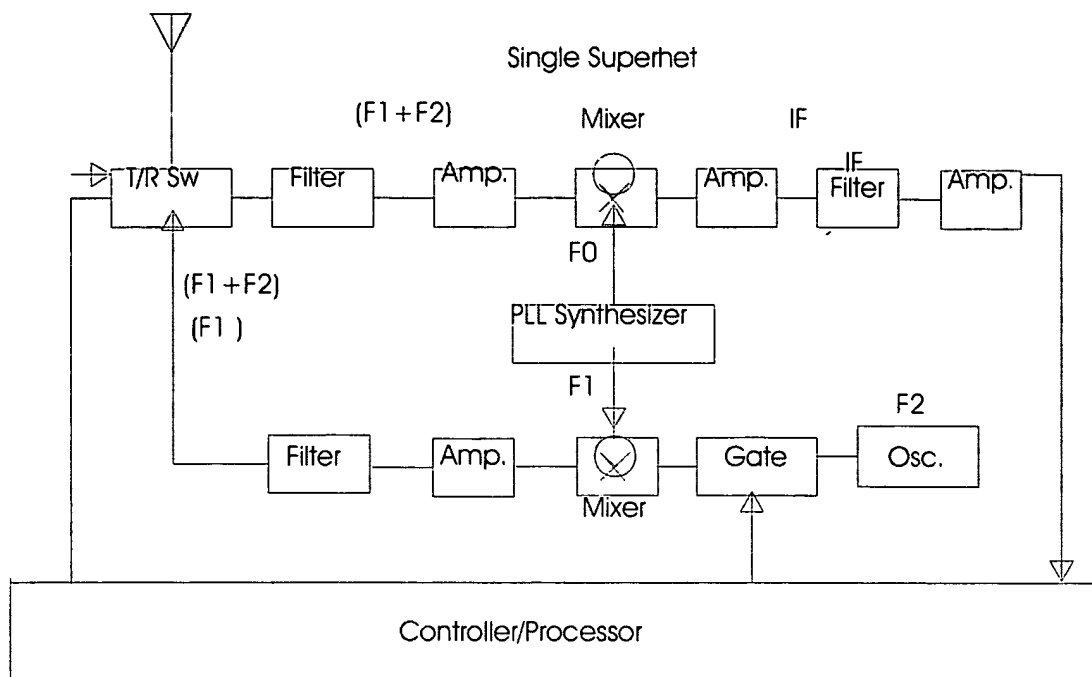 Single Superhet
(F1+F2)
Mixer
IF
T/R Sw
Filter
Amp.
Amp.
IF
Filter
Amp.
F0
(F1+F2)
(F1 )
PLL Synthesizer
F1
F2
Filter
Amp.
Gate
Osc.
Mixer
Controller/Processor